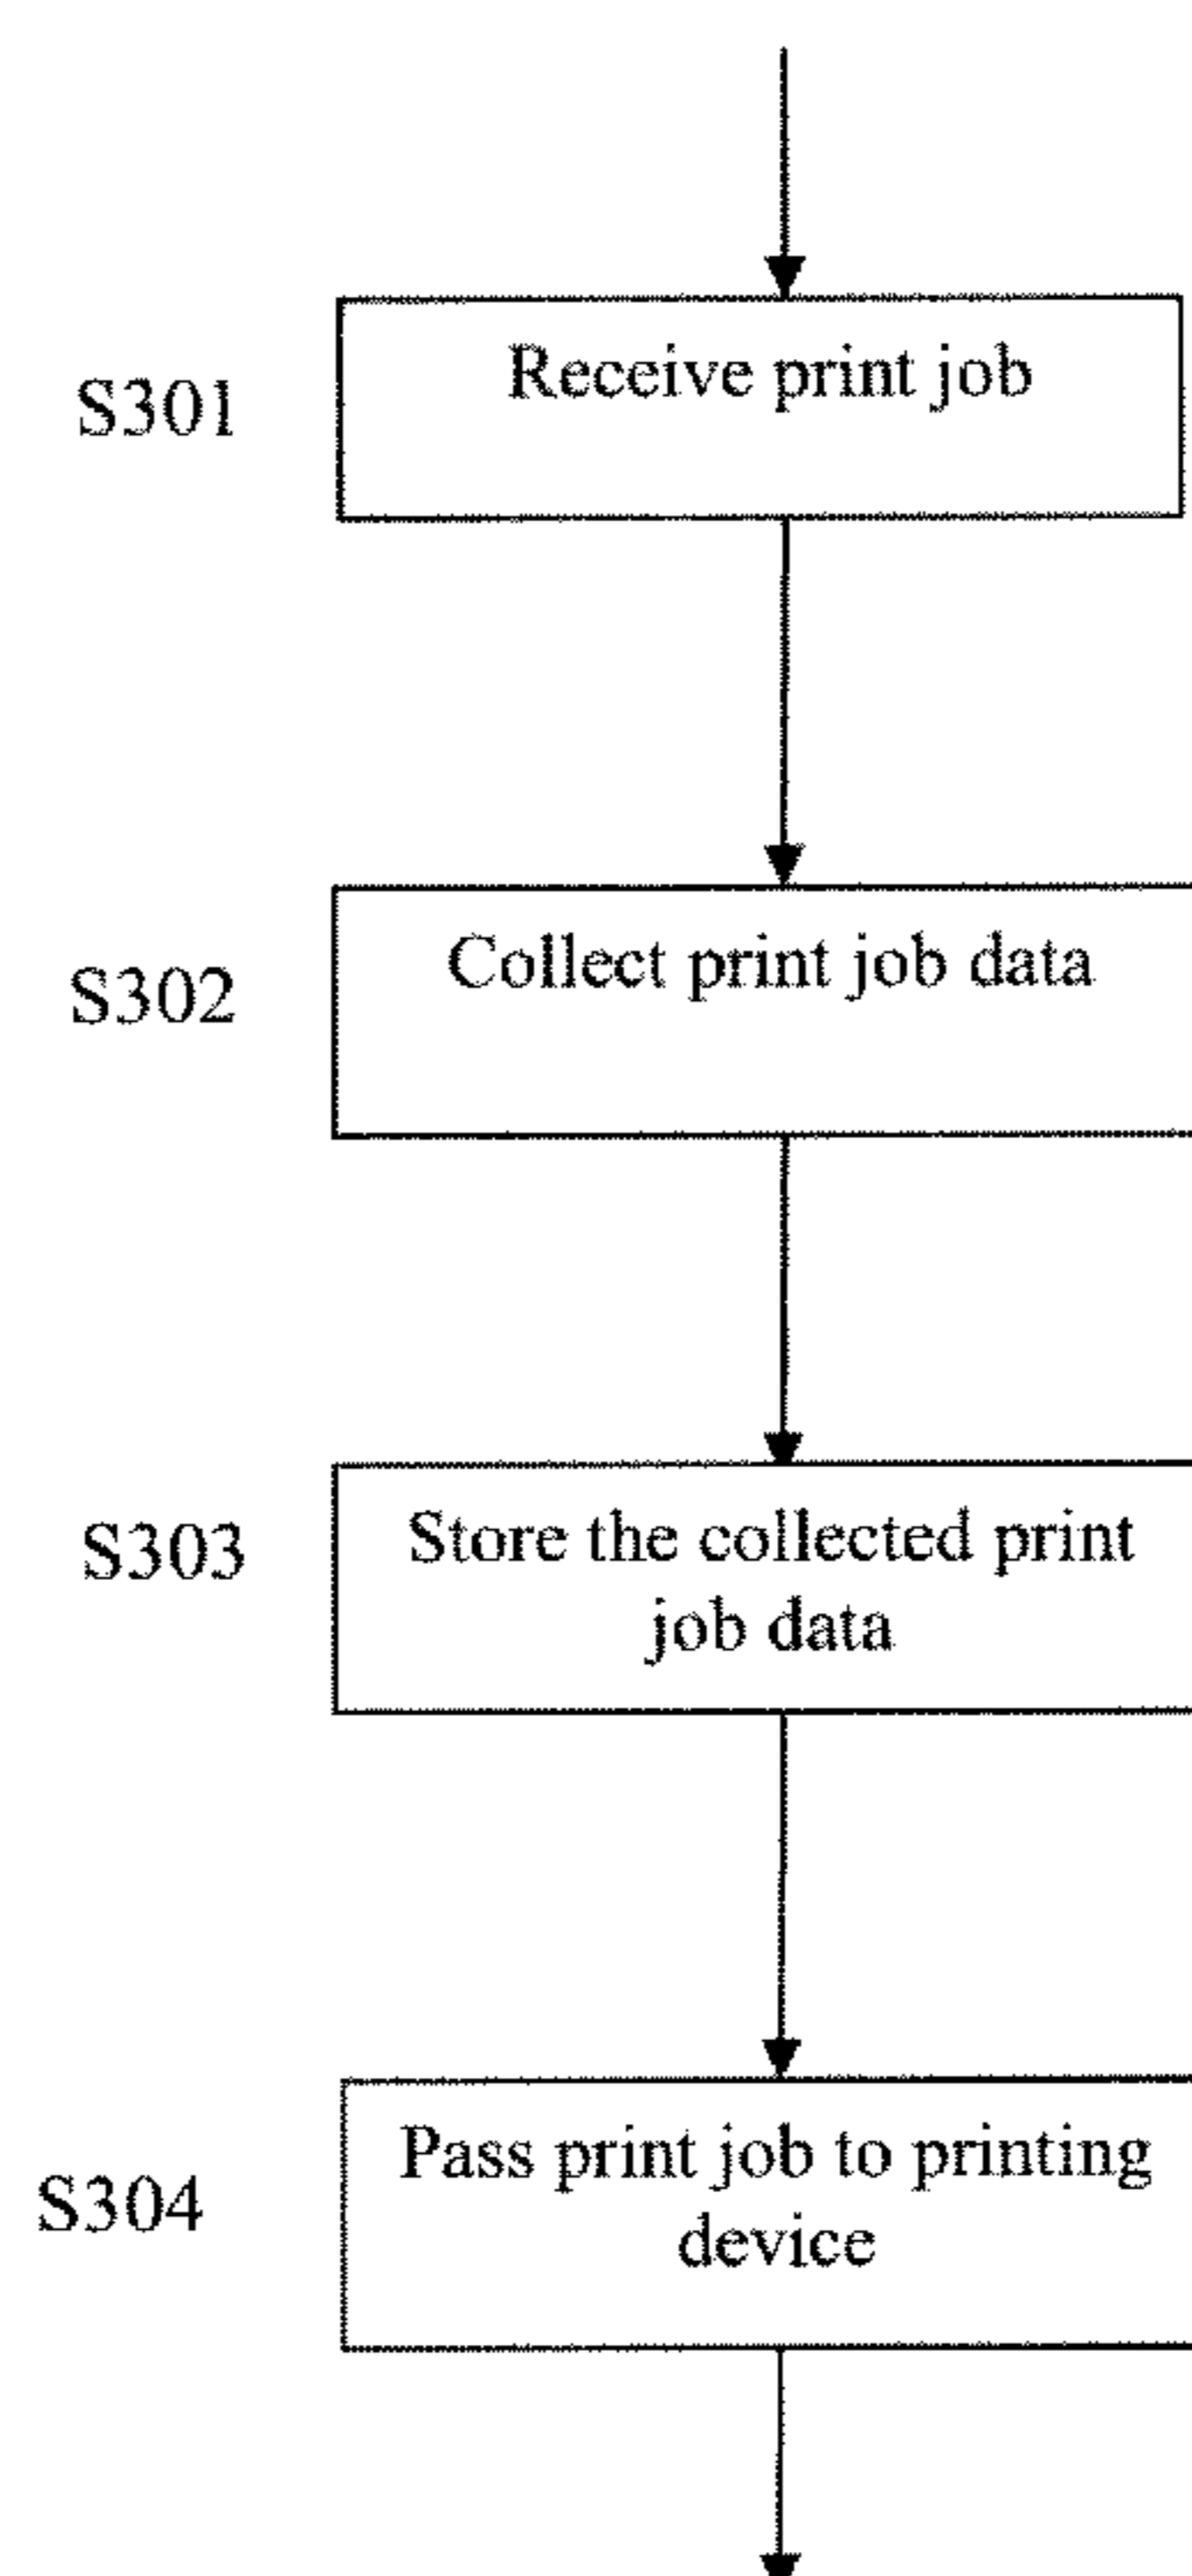 S301
Receive print job
S302
Collect print job data
S303
Store the collected print
job data
S304
Pass print job to printing
device